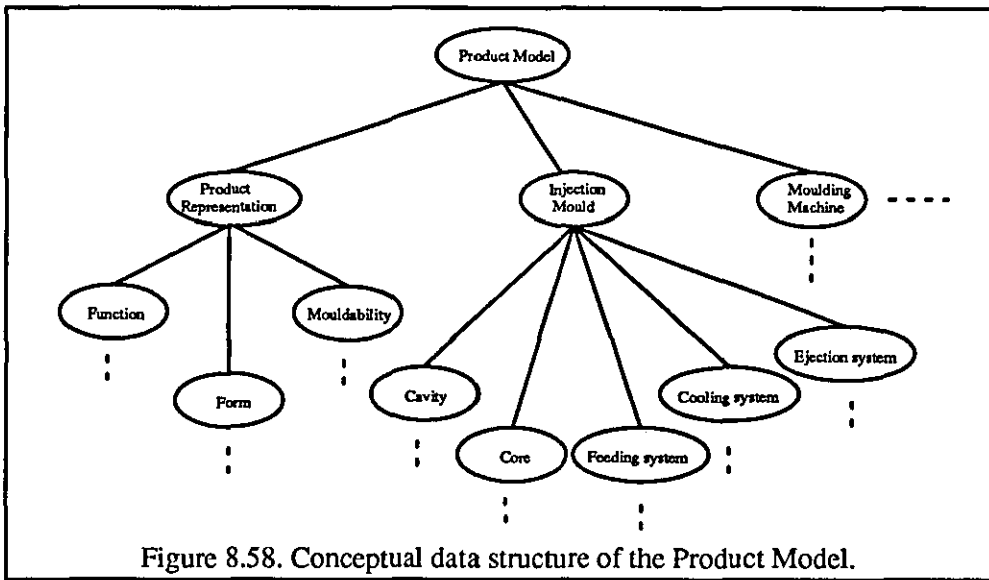 Product Model
Product
Representation
Injection
Mould
Moulding
Machine
Function
Mouldability
Form
Cavity
Core
Feeding system
Cooling system
Ejection system
Figure 8.58. Conceptual data structure of the Product Model.